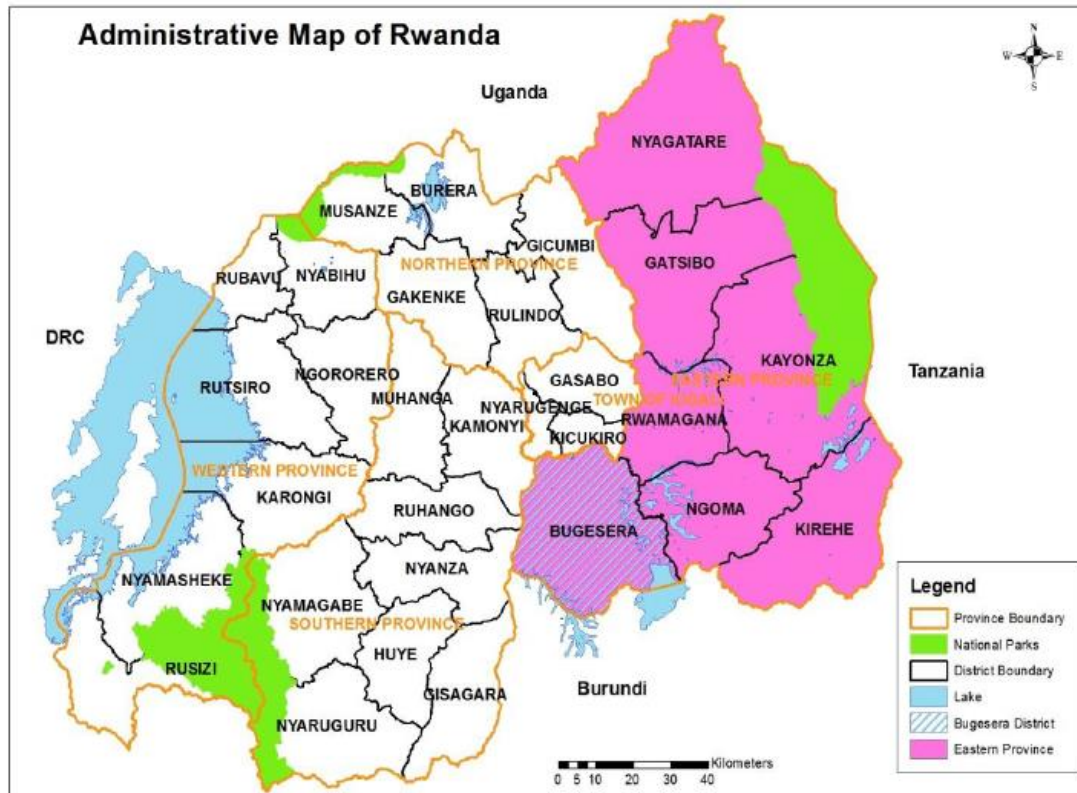 Administrative Map of Rwanda
N
W E
S
Uganda
NYAGATARE
BURERA
MUSANZE
GICUMBI
NORTHERN PROVINCE
RUBAVU
NYABIHU
GATSIBO
GAKENKE
RULINDO
DRC
KAYONZA
EASTERN PROVINCE
Tanzania
RUTSIRO
NGORORERO
MUHANGA
GASABO
NYARUGENGE
TOWN OF KIGALI
RWAMAGANA
KAMONYI
KICUKIRO
WESTERN PROVINCE
KARONGI
RUHANGO
BUGESERA
NGOMA
KIREHE
NYANZA
NYAMASHEKE
NYAMAGABE
SOUTHERN PROVINCE
HUYE
RUSIZI
GISAGARA
Burundi
NYARUGURU
Legend
Province Boundary
National Parks
District Boundary
Lake
Bugesera District
Eastern Province
Kilometers
0 5 10 20 30 40